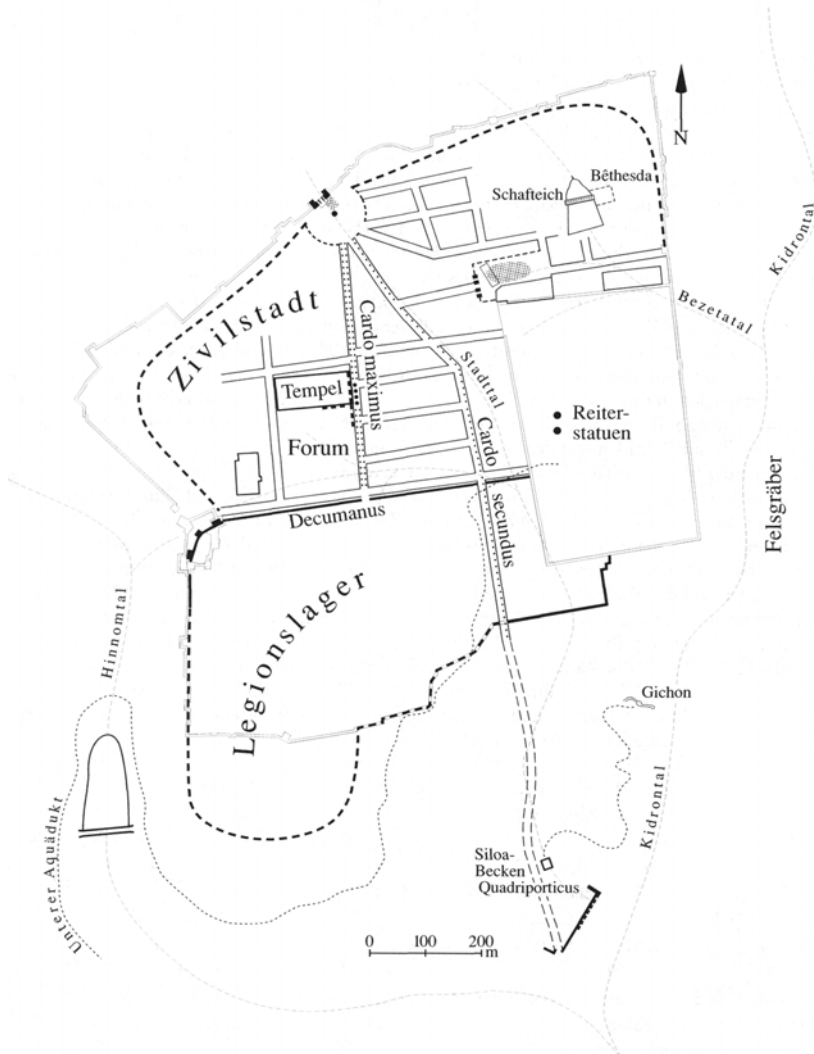 N
Bêthesda
Schafteich
Kidrontal
Bezetatal
Zivilstadt
Cardo maximus
Stadttal
Tempel
Reiter-
statuen
Forum
Cardo
secundus
Decumanus
Felsgräber
Legionslager
Hinnomtal
Gichon
Kidrontal
Unterer Aquädukt
Siloa-
Becken
Quadriporticus
0 100 200
m